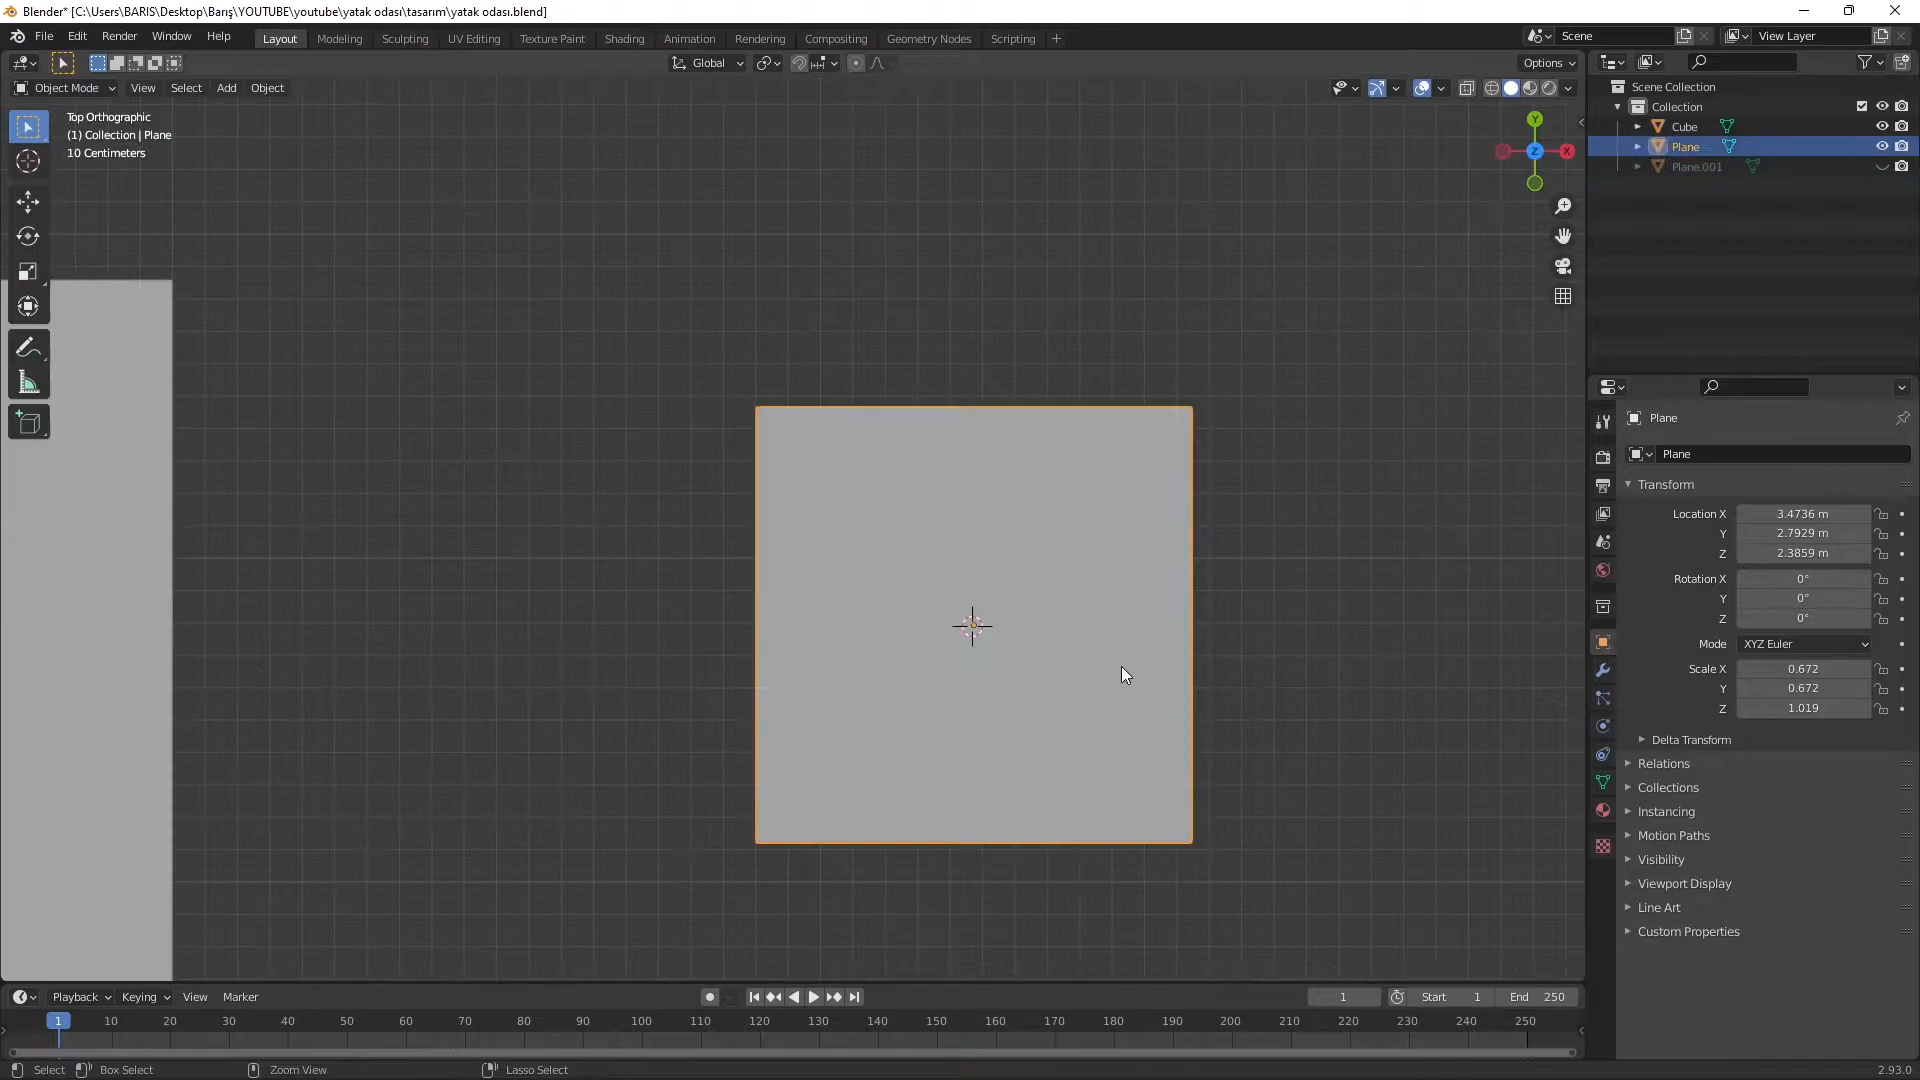 Blender* [C:\Users\BARIS\Desktop\Barış\YOUTUBE\youtube\yatak odası\tasarım\yatak odası.blend]
File Edit Render Window Help Layout Modeling Sculpting UV Editing Texture Paint Shading Animation Rendering Compositing Geometry Nodes Scripting + Scene View Layer
Global Options
Object Mode View Select Add Object
Top Orthographic
(1) Collection | Plane
10 Centimeters
Y
Z
X
Scene Collection
Collection
Cube
Plane
Plane.001
Plane
Plane
Transform
Location X 3.4736 m
Y 2.7929 m
Z 2.3859 m
Rotation X 0°
Y 0°
Z 0°
Mode XYZ Euler
Scale X 0.672
Y 0.672
Z 1.019
Delta Transform
Relations
Collections
Instancing
Motion Paths
Visibility
Viewport Display
Line Art
Custom Properties
Playback Keying View Marker 1 Start 1 End 250
1 10 20 30 40 50 60 70 80 90 100 110 120 130 140 150 160 170 180 190 200 210 220 230 240 250
Select Box Select Zoom View Lasso Select 2.93.0